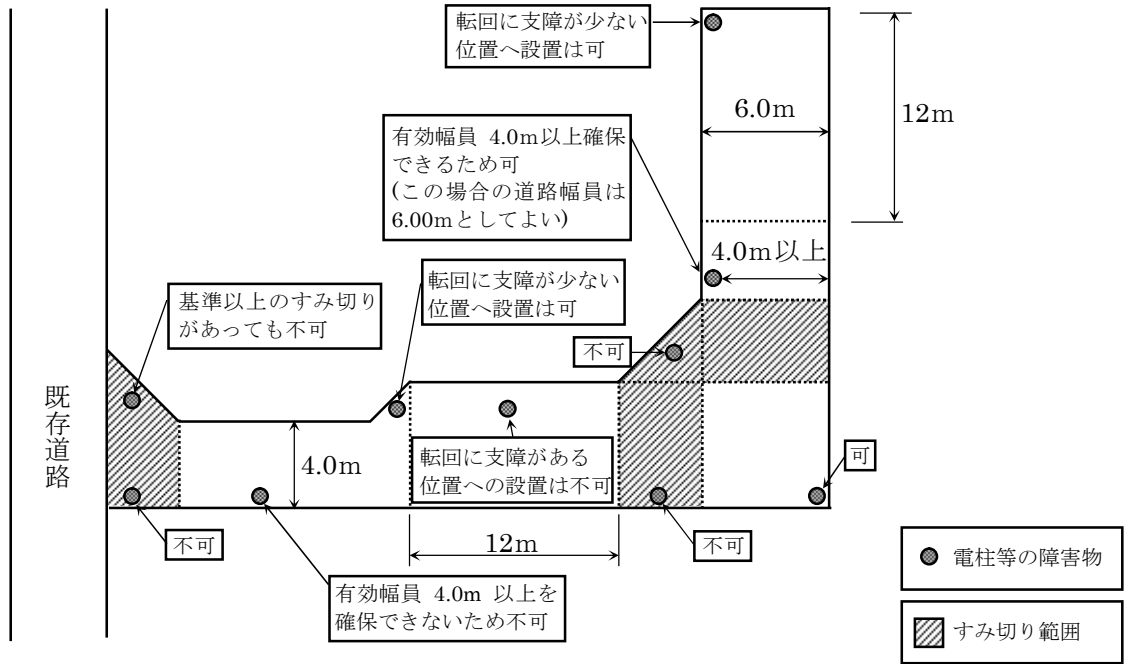 転回に支障が少ない
位置へ設置は可
6.0m
12m
有効幅員 4.0m以上確保
できるため可
(この場合の道路幅員は
6.00mとしてよい)
4.0m以上
転回に支障が少ない
位置へ設置は可
基準以上のすみ切り
があっても不可
不可
既存道路
4.0m
転回に支障がある
位置への設置は不可
可
不可
12m
不可
有効幅員 4.0m 以上を
確保できないため不可
電柱等の障害物
すみ切り範囲